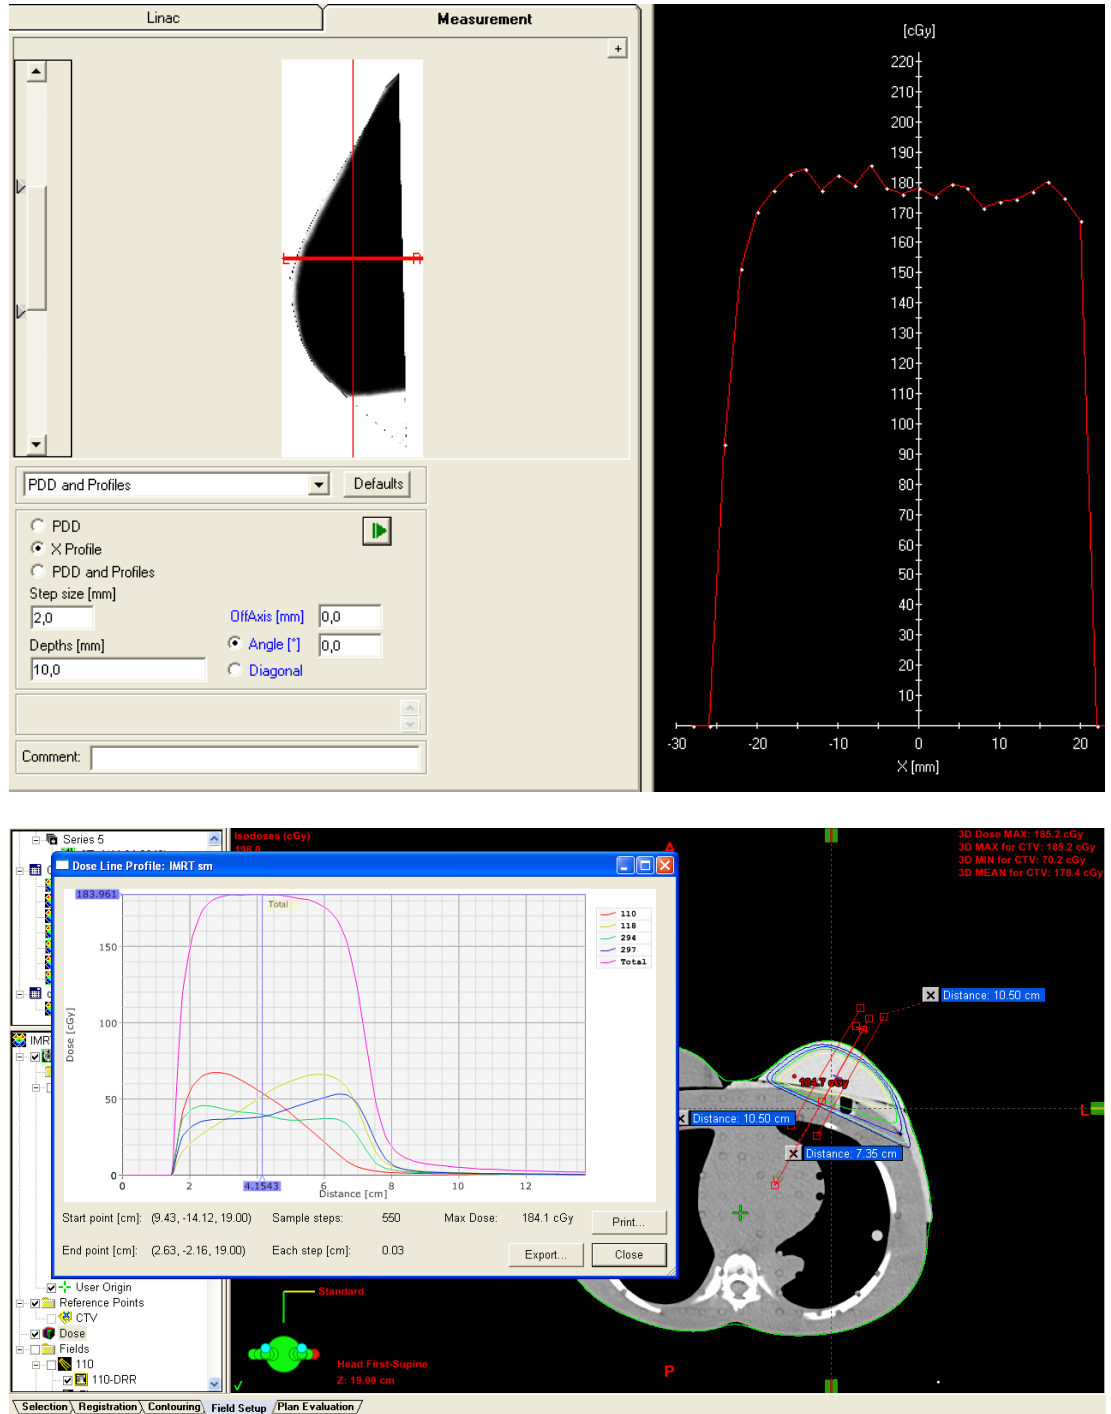 Linac
Measurement
+
L
R
PDD and Profiles
Defaults
PDD
X Profile
PDD and Profiles
Step size [mm]
2,0
OffAxis [mm]
0,0
Depths [mm]
Angle [°]
0,0
10,0
Diagonal
Comment:
[cGy]
220
210
200
190
180
170
160
150
140
130
120
110
100
90
80
70
60
50
40
30
20
10
-30
-20
-10
0
10
20
X [mm]
Series 5
Isodoses (cGy)
198.0
A
3D Dose MAX: 185.2 cGy
3D MAX for CTV: 185.2 cGy
3D MIN for CTV: 70.2 cGy
3D MEAN for CTV: 178.4 cGy
Dose Line Profile: IMRT sm
183.961
Total
150
100
50
0
Dose [cGy]
0
2
4.1543
6
8
10
12
Distance [cm]
110
118
294
297
Total
Start point [cm]:
(9.43, -14.12, 19.00)
Sample steps:
550
Max Dose:
184.1 cGy
Print...
End point [cm]:
(2.63, -2.16, 19.00)
Each step [cm]:
0.03
Export...
Close
Distance: 10.50 cm
184.7 cGy
Distance: 10.50 cm
Distance: 7.35 cm
L
IMR
User Origin
Reference Points
CTV
Dose
Fields
110
110-DRR
Standard
Head First-Supine
Z: 19.00 cm
P
Selection
Registration
Contouring
Field Setup
Plan Evaluation